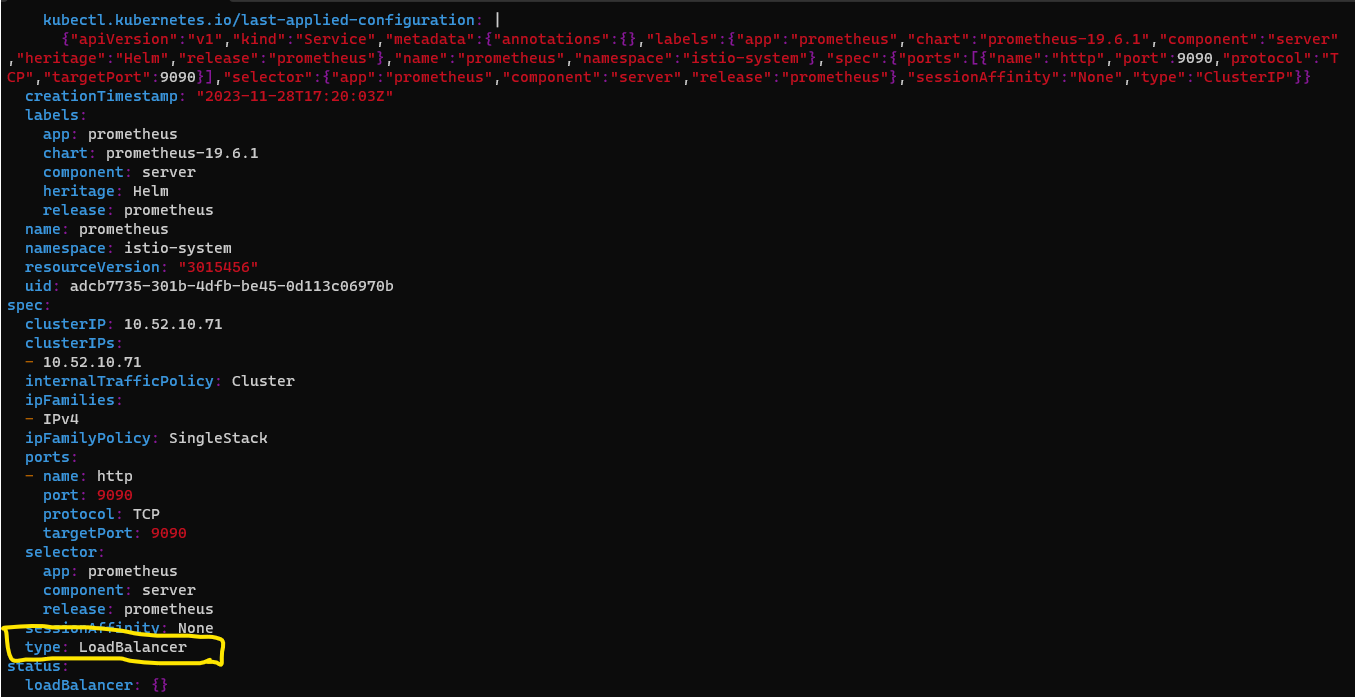 kubectl.kubernetes.io/last-applied-configuration: |
{"apiVersion":"v1","kind":"Service","metadata":{"annotations":{},"labels":{"app":"prometheus","chart":"prometheus-19.6.1","component":"server"
,"heritage":"Helm","release":"prometheus"},"name":"prometheus","namespace":"istio-system"},"spec":{"ports":[{"name":"http","port":9090,"protocol":"T
CP","targetPort":9090}],"selector":{"app":"prometheus","component":"server","release":"prometheus"},"sessionAffinity":"None","type":"ClusterIP"}}
creationTimestamp: "2023-11-28T17:20:03Z"
labels:
app: prometheus
chart: prometheus-19.6.1
component: server
heritage: Helm
release: prometheus
name: prometheus
namespace: istio-system
resourceVersion: "3015456"
uid: adcb7735-301b-4dfb-be45-0d113c06970b
spec:
clusterIP: 10.52.10.71
clusterIPs:
- 10.52.10.71
internalTrafficPolicy: Cluster
ipFamilies:
- IPv4
ipFamilyPolicy: SingleStack
ports:
- name: http
port: 9090
protocol: TCP
targetPort: 9090
selector:
app: prometheus
component: server
release: prometheus
sessionAffinity: None
type: LoadBalancer
status:
loadBalancer: {}